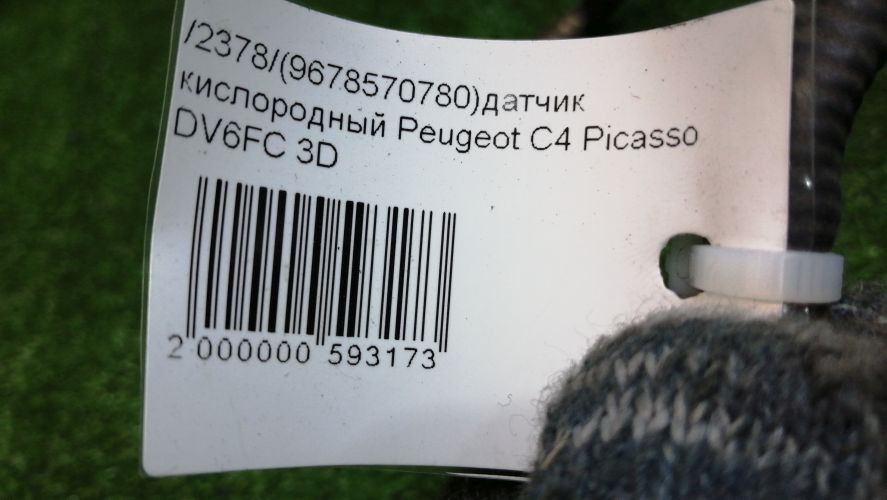 /2378/(9678570780)датчик
кислородный Peugeot C4 Picasso
DV6FC 3D
2 000000 593173